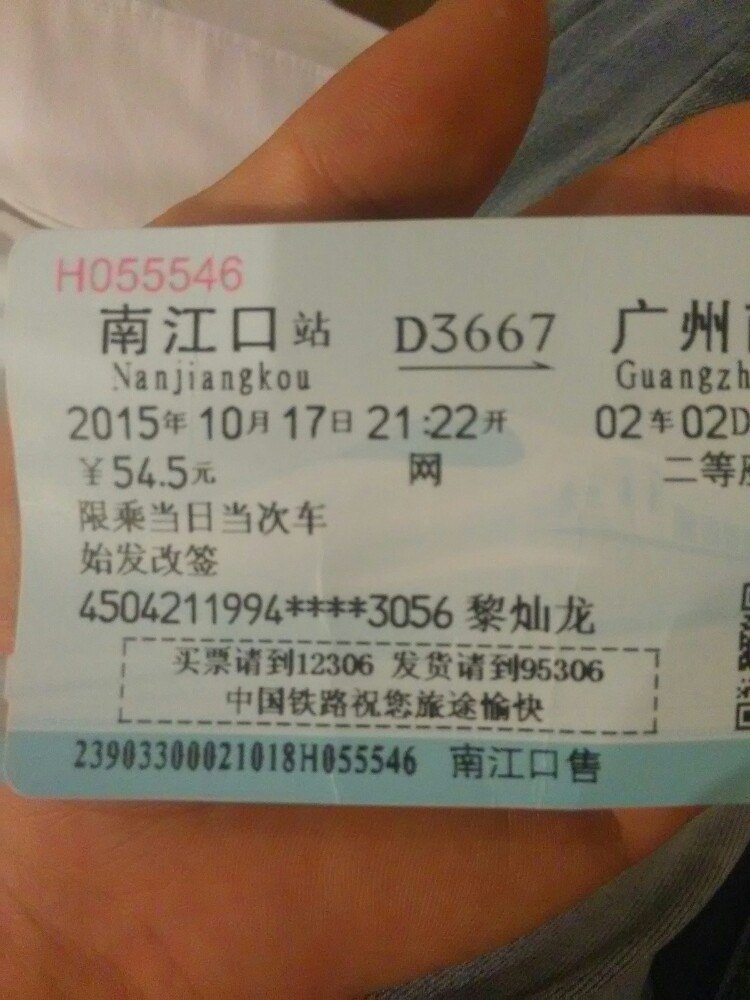 H055546
南江口站 D3667 广州
Nanjiangkou Guangzh
2015年10月17日 21:22开 02车02D
￥54.5元 网 二等
限乘当日当次车
始发改签
4504211994****3056 黎灿龙
买票请到12306 发货请到95306
中国铁路祝您旅途愉快
23903300021018H055546 南江口售